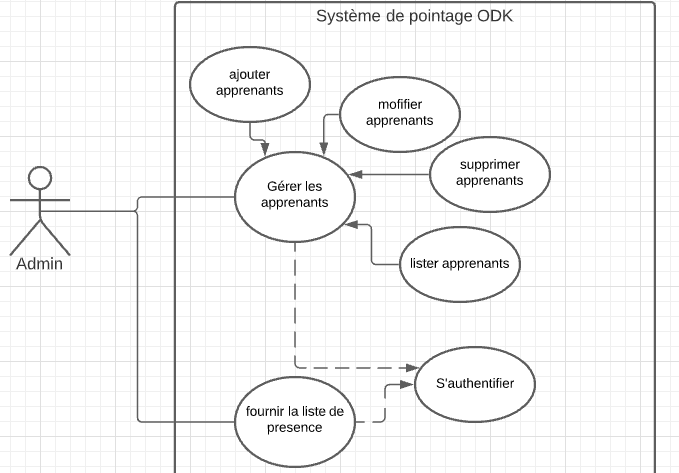 Système de pointage ODK
ajouter
apprenants
mofifier
apprenants
supprimer
apprenants
Gérer les
apprenants
lister apprenants
Admin
S'authentifier
fournir la liste de
presence